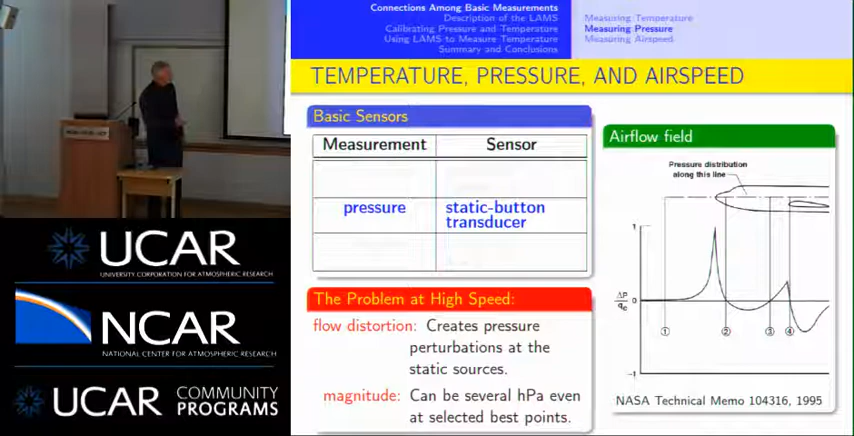 Connections Among Basic Measurements
Description of the LAMS
Calibrating Pressure and Temperature
Using LAMS to Measure Temperature
Summary and Conclusions
Measuring Temperature
Measuring Pressure
Measuring Airspeed
TEMPERATURE, PRESSURE, AND AIRSPEED
Basic Sensors
Measurement Sensor
pressure static-button
transducer
The Problem at High Speed:
flow distortion: Creates pressure
perturbations at the
static sources.
magnitude: Can be several hPa even
at selected best points.
Airflow field
Pressure distribution
along this line
1
ΔP
qc
0
−1
① ② ③ ④
NASA Technical Memo 104316, 1995
UCAR
UNIVERSITY CORPORATION FOR ATMOSPHERIC RESEARCH
NCAR
NATIONAL CENTER FOR ATMOSPHERIC RESEARCH
UCAR COMMUNITY
PROGRAMS